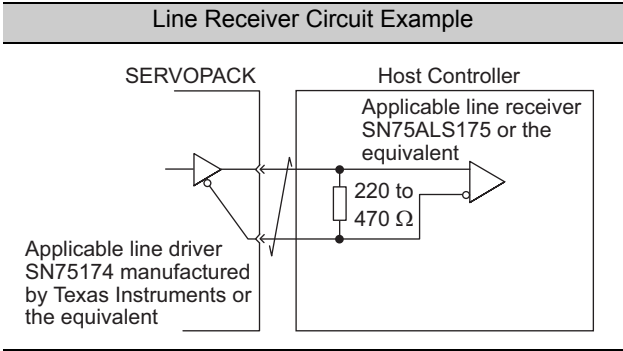 Line Receiver Circuit Example
SERVOPACK
Host Controller
Applicable line receiver
SN75ALS175 or the
equivalent
220 to
470 Ω
Applicable line driver
SN75174 manufactured
by Texas Instruments or
the equivalent